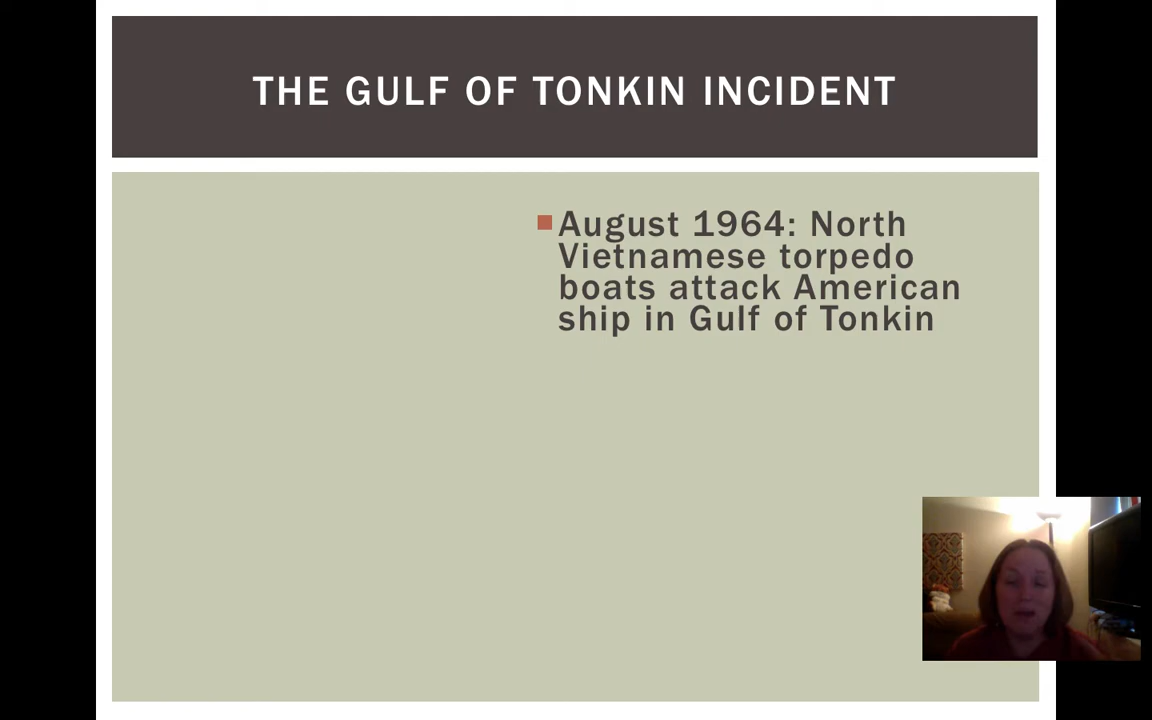 THE GULF OF TONKIN INCIDENT
August 1964: North
Vietnamese torpedo
boats attack American
ship in Gulf of Tonkin